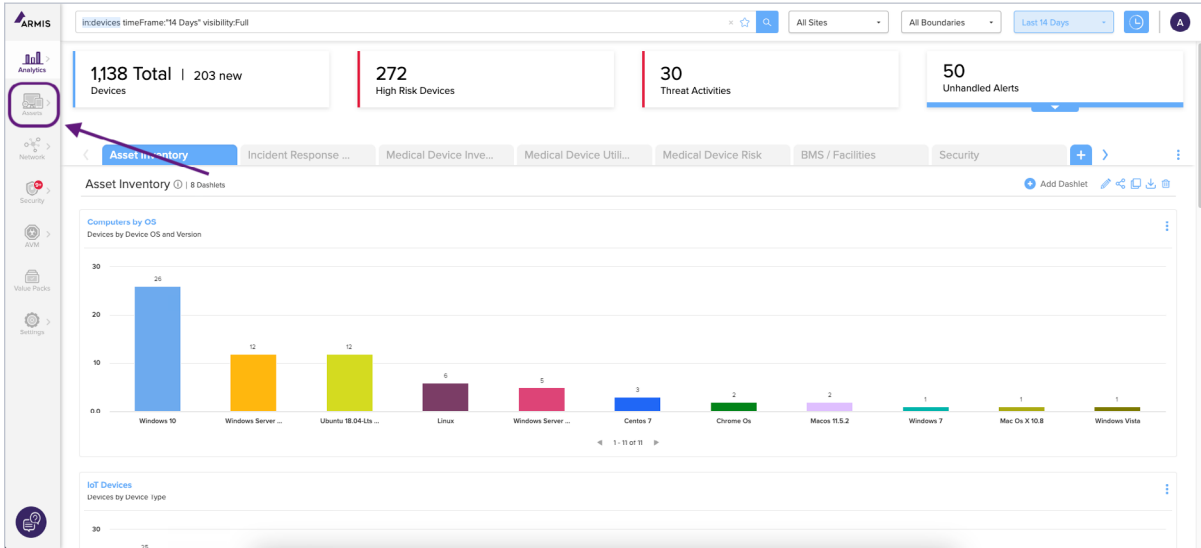 ARMIS
in:devices timeFrame:"14 Days" visibility:Full
All Sites
All Boundaries
Last 14 Days
A
Analytics
Assets
Network
9+
Security
AVM
Value Packs
Settings
1,138 Total | 203 new
Devices
272
High Risk Devices
30
Threat Activities
50
Unhandled Alerts
Asset Inventory
Incident Response ...
Medical Device Inve...
Medical Device Utili...
Medical Device Risk
BMS / Facilities
Security
Asset Inventory | 8 Dashlets
Add Dashlet
Computers by OS
Devices by Device OS and Version
30
20
10
0.0
26
12
12
6
5
3
2
2
1
1
1
Windows 10
Windows Server ...
Ubuntu 18.04-Lts ...
Linux
Windows Server ...
Centos 7
Chrome Os
Macos 11.5.2
Windows 7
Mac Os X 10.8
Windows Vista
1 - 11 of 11
IoT Devices
Devices by Device Type
30
25